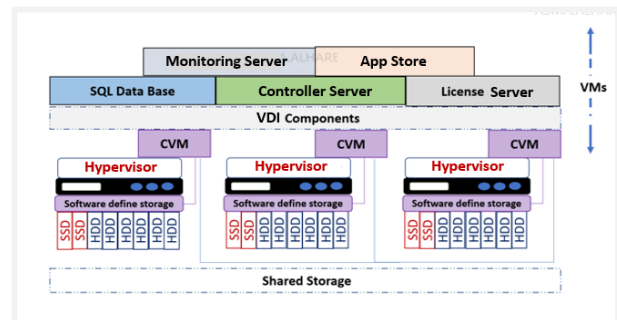 Monitoring Server
App Store
SQL Data Base
Controller Server
License Server
VMs
VDI Components
CVM
CVM
CVM
Hypervisor
Hypervisor
Hypervisor
Software define storage
Software define storage
Software define storage
SSD SSD HDD HDD HDD HDD HDD HDD
SSD SSD HDD HDD HDD HDD HDD HDD
SSD SSD HDD HDD HDD HDD HDD HDD
Shared Storage